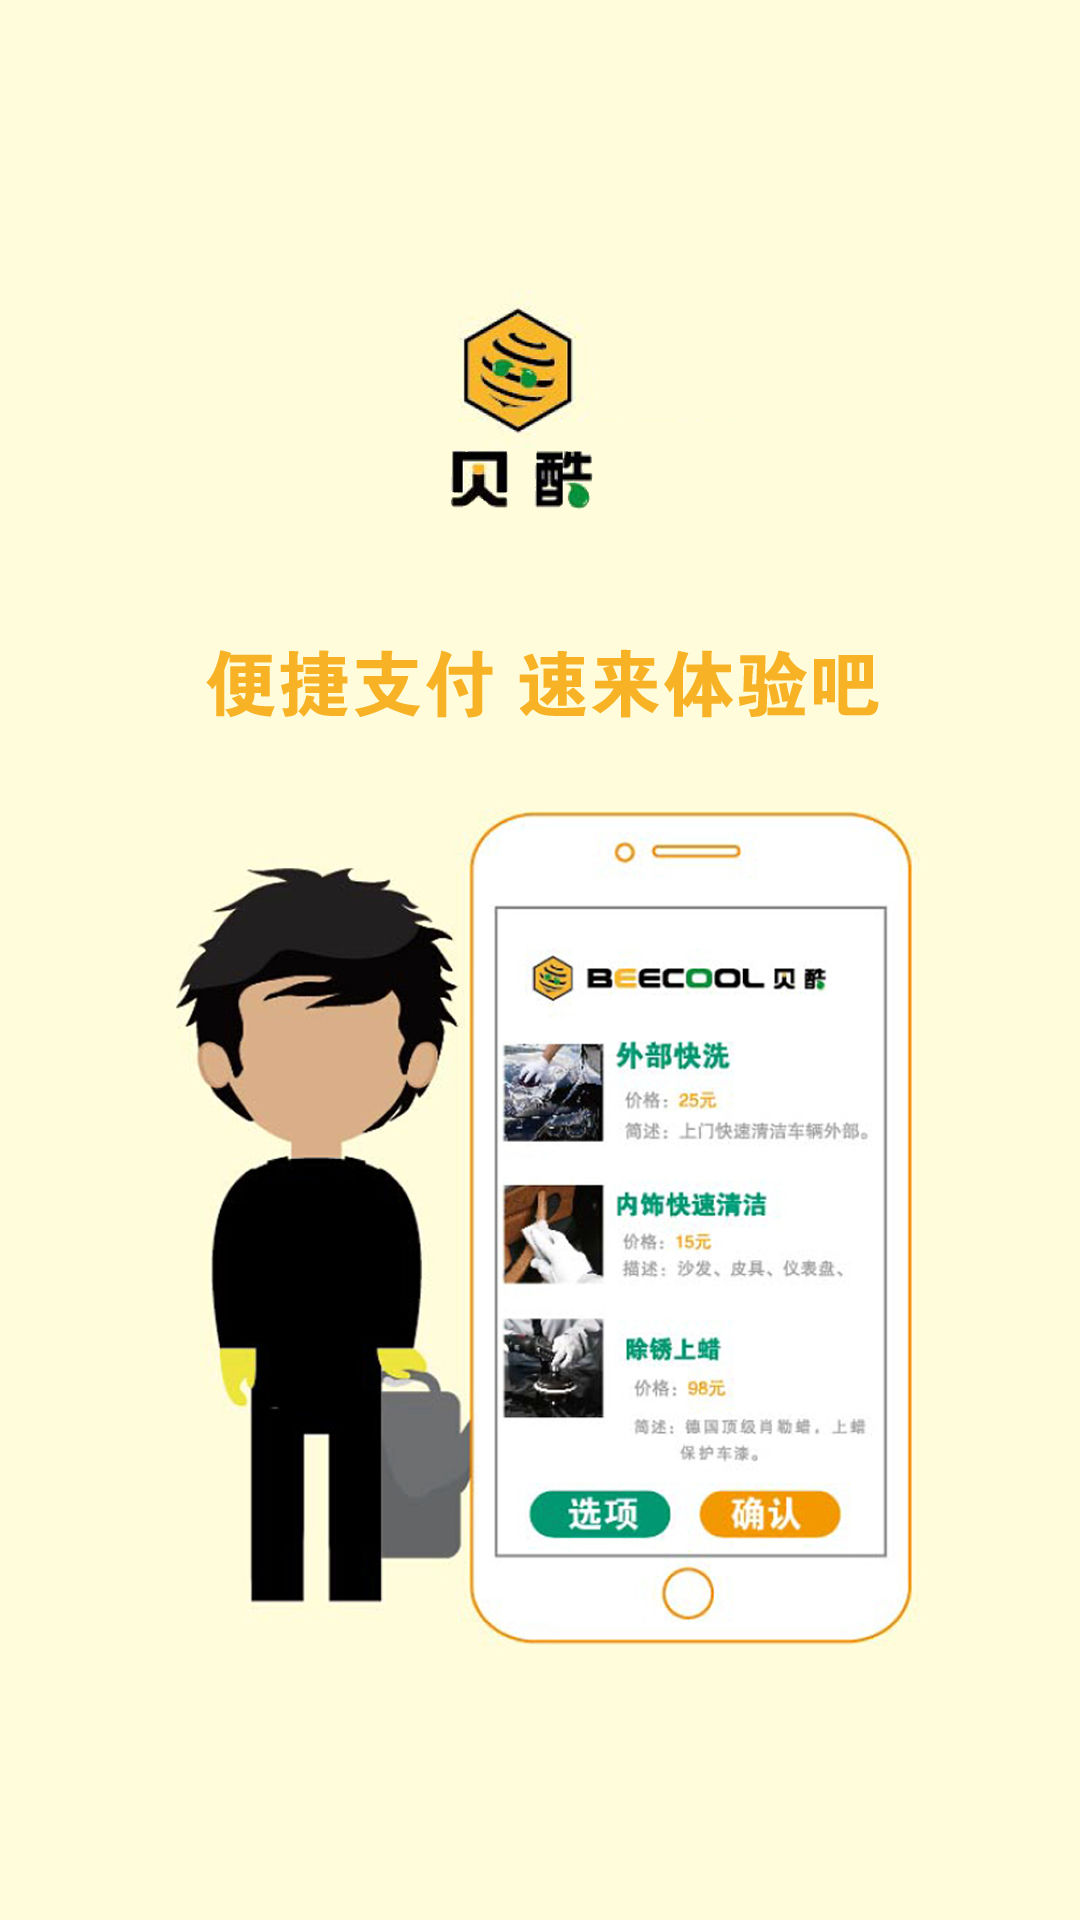 贝酷
便捷支付 速来体验吧
BEECOOL 贝酷
外部快洗
价格：25元
简述：上门快速清洁车辆外部。
内饰快速清洁
价格：15元
描述：沙发、皮具、仪表盘、
除锈上蜡
价格：98元
简述：德国顶级肖勒蜡，上蜡
保护车漆。
选项 确认